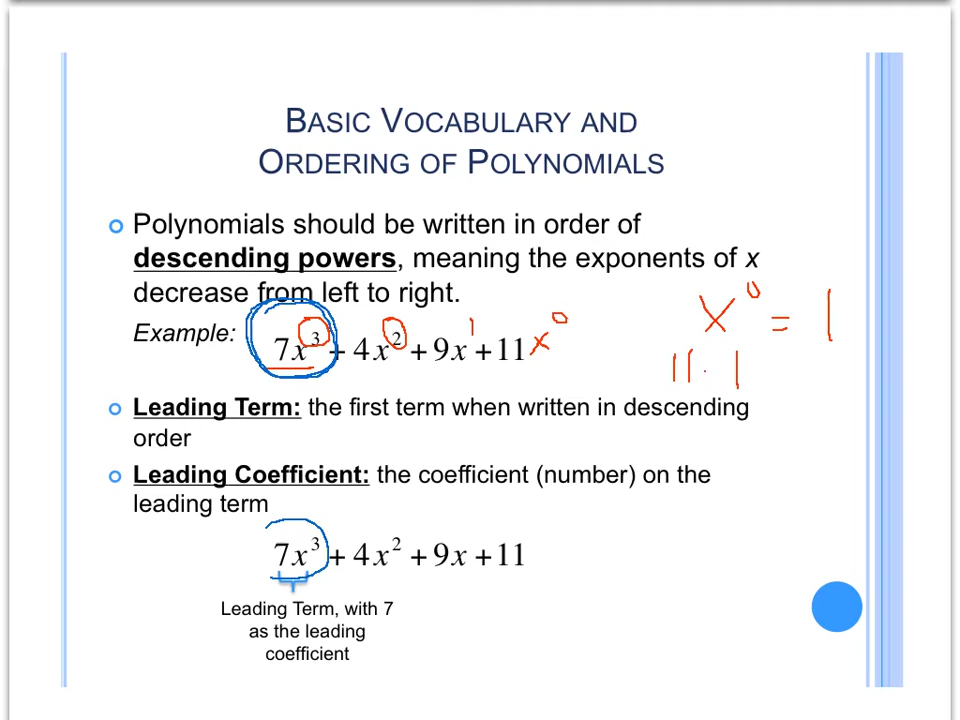 BASIC VOCABULARY AND
ORDERING OF POLYNOMIALS
Polynomials should be written in order of
descending powers, meaning the exponents of x
decrease from left to right.
x⁰ = 1
Example: 7x³ + 4x² + 9x¹ + 11x⁰
11 · 1
Leading Term: the first term when written in descending
order
Leading Coefficient: the coefficient (number) on the
leading term
7x³ + 4x² + 9x + 11
Leading Term, with 7
as the leading
coefficient